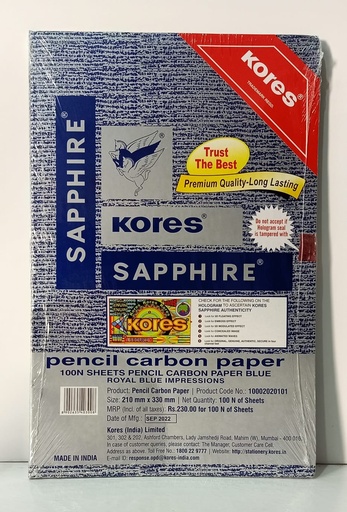 Kores®
TRADEMARK REGN.
SAPPHIRE®
Trust
The Best
Premium Quality-Long Lasting
Do not accept if
Hologram seal
is tampered with
Kores®
SAPPHIRE®
CHECK FOR THE FOLLOWING ON THE
HOLOGRAM TO ASCERTAIN KORES
SAPPHIRE AUTHENTICITY
Kores
pencil carbon paper
100N SHEETS PENCIL CARBON PAPER BLUE
ROYAL BLUE IMPRESSIONS
Product: Pencil Carbon Paper | Product Code No.: 10002020101
Size: 210 mm x 330 mm | Net Quantity: 100 N of Sheets
MRP (Incl. of all taxes): Rs.230.00 for 100 N of Sheets
Date of Mfg.: SEP 2022
Kores (India) Limited
301, 302 & 202, Ashford Chambers, Lady Jamshedji Road, Mahim (W), Mumbai - 400 016.
In case of customer queries, please contact: The Manager, Customer Care Cell.
Address: as above. Toll Free No.: 1800 22 9777 | Website: http://stationery.kores.in
E-mail ID: response.apd@kores-india.com
MADE IN INDIA